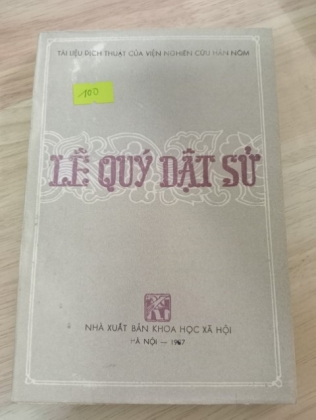 TÀI LIỆU DỊCH THUẬT CỦA VIỆN NGHIÊN CỨU HÁN NÔM
100
LÊ QUÝ DẬT SỬ
NHÀ XUẤT BẢN KHOA HỌC XÃ HỘI
HÀ NỘI — 1987